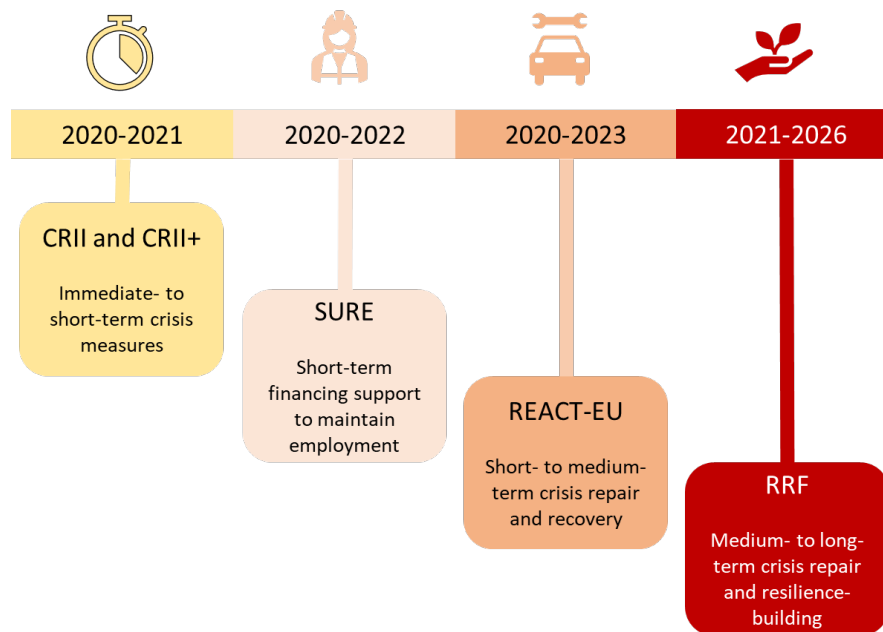 2020-2021
2020-2022
2020-2023
2021-2026
CRII and CRII+
Immediate- to
short-term crisis
measures
SURE
Short-term
financing support
to maintain
employment
REACT-EU
Short- to medium-
term crisis repair
and recovery
RRF
Medium- to long-
term crisis repair
and resilience-
building